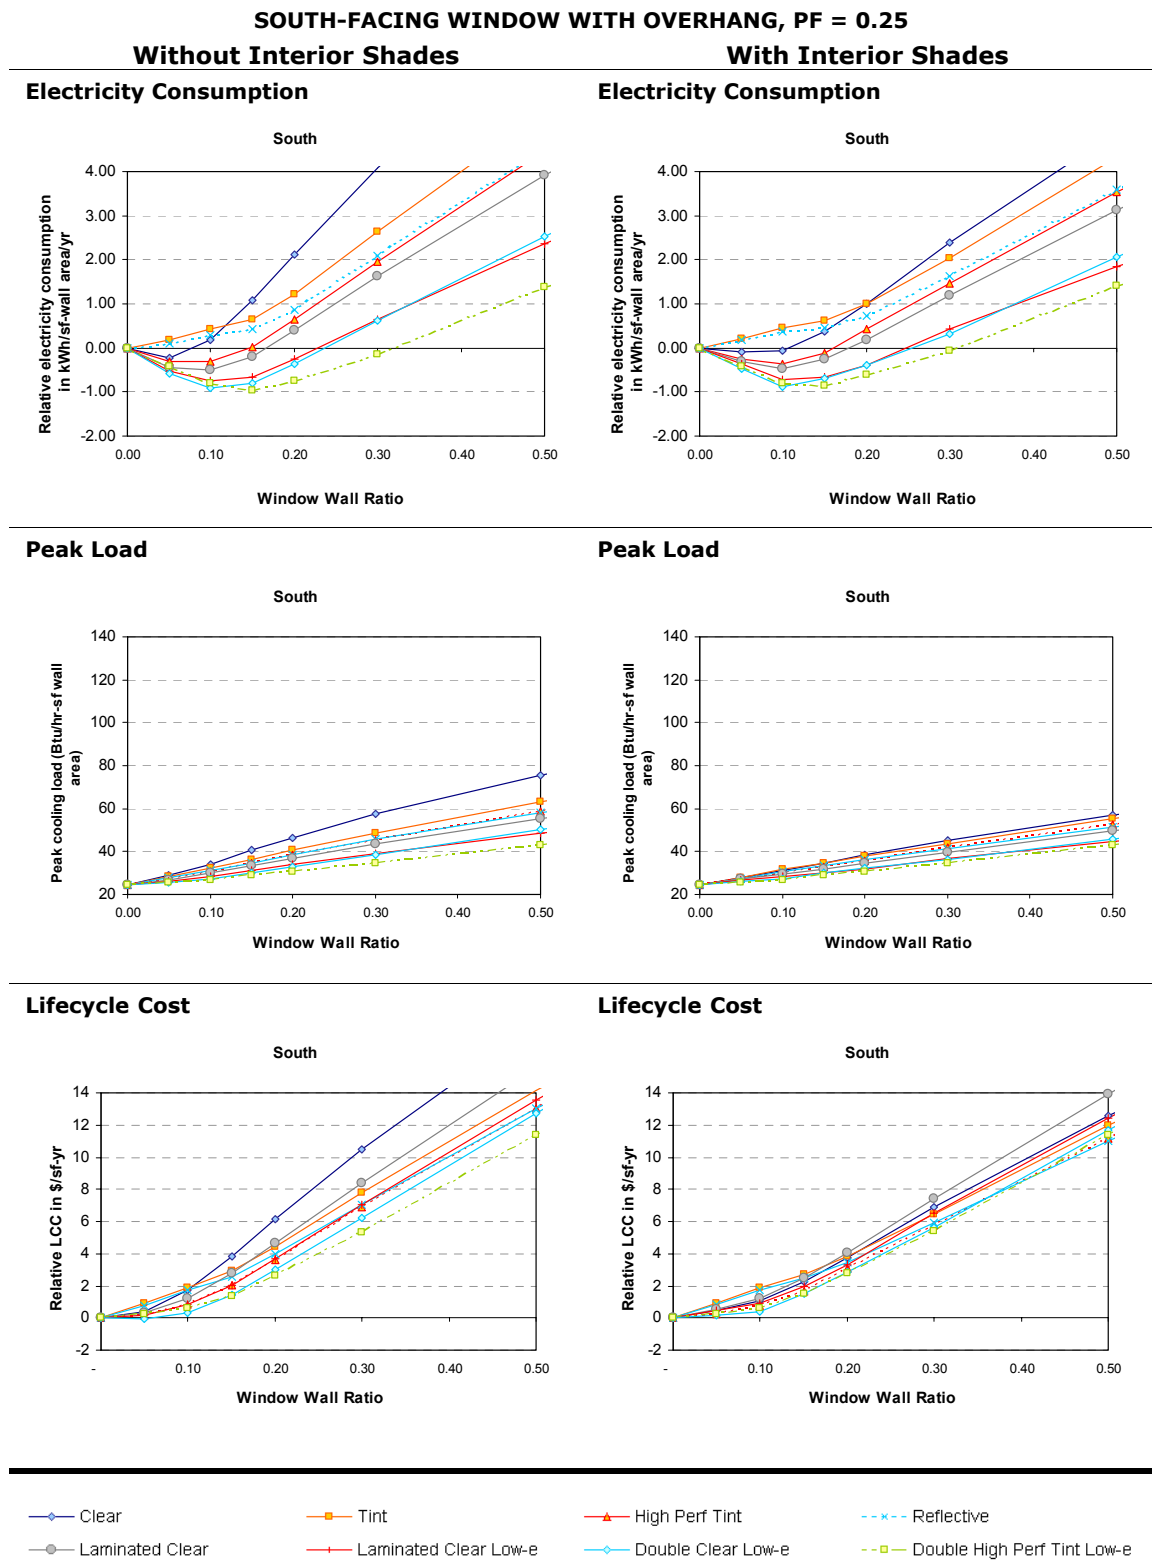 SOUTH-FACING WINDOW WITH OVERHANG, PF = 0.25
Without Interior Shades
With Interior Shades
Electricity Consumption
Electricity Consumption
South
Relative electricity consumption
in kWh/sf-wall area/yr
4.00
3.00
2.00
1.00
0.00
-1.00
-2.00
0.00 0.10 0.20 0.30 0.40 0.50
Window Wall Ratio
South
Relative electricity consumption
in kWh/sf-wall area/yr
4.00
3.00
2.00
1.00
0.00
-1.00
-2.00
0.00 0.10 0.20 0.30 0.40 0.50
Window Wall Ratio
Peak Load
Peak Load
South
Peak cooling load (Btu/hr-sf wall
area)
140
120
100
80
60
40
20
0.00 0.10 0.20 0.30 0.40 0.50
Window Wall Ratio
South
Peak cooling load (Btu/hr-sf wall
area)
140
120
100
80
60
40
20
0.00 0.10 0.20 0.30 0.40 0.50
Window Wall Ratio
Lifecycle Cost
Lifecycle Cost
South
Relative LCC in $/sf-yr
14
12
10
8
6
4
2
0
-2
- 0.10 0.20 0.30 0.40 0.50
Window Wall Ratio
South
Relative LCC in $/sf-yr
14
12
10
8
6
4
2
0
-2
- 0.10 0.20 0.30 0.40 0.50
Window Wall Ratio
Clear Tint High Perf Tint Reflective
Laminated Clear Laminated Clear Low-e Double Clear Low-e Double High Perf Tint Low-e